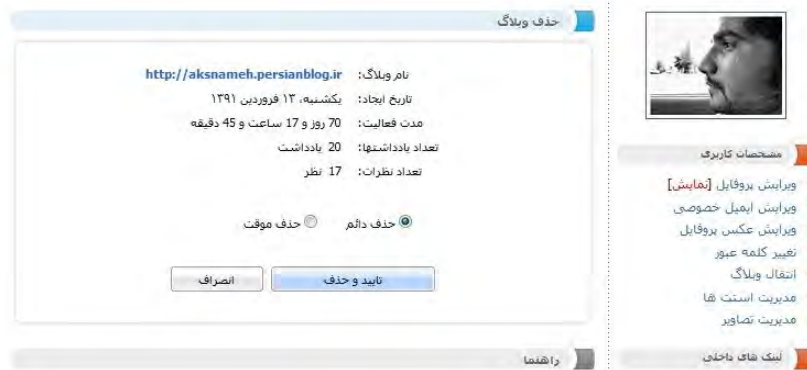 حذف وبلاگ
نام وبلاگ: http://aksnameh.persianblog.ir
تاریخ ایجاد: یکشنبه، ۱۳ فروردین ۱۳۹۱
مدت فعالیت: 70 روز و 17 ساعت و 45 دقیقه
تعداد یادداشتها: 20 یادداشت
تعداد نظرات: 17 نظر
حذف دائم حذف موقت
تایید و حذف انصراف
راهنما
مشخصات کاربری
ویرایش پروفایل [نمایش]
ویرایش ایمیل خصوصی
ویرایش عکس پروفایل
تغییر کلمه عبور
انتقال وبلاگ
مدیریت استت ها
مدیریت تصاویر
لینک های داخلی